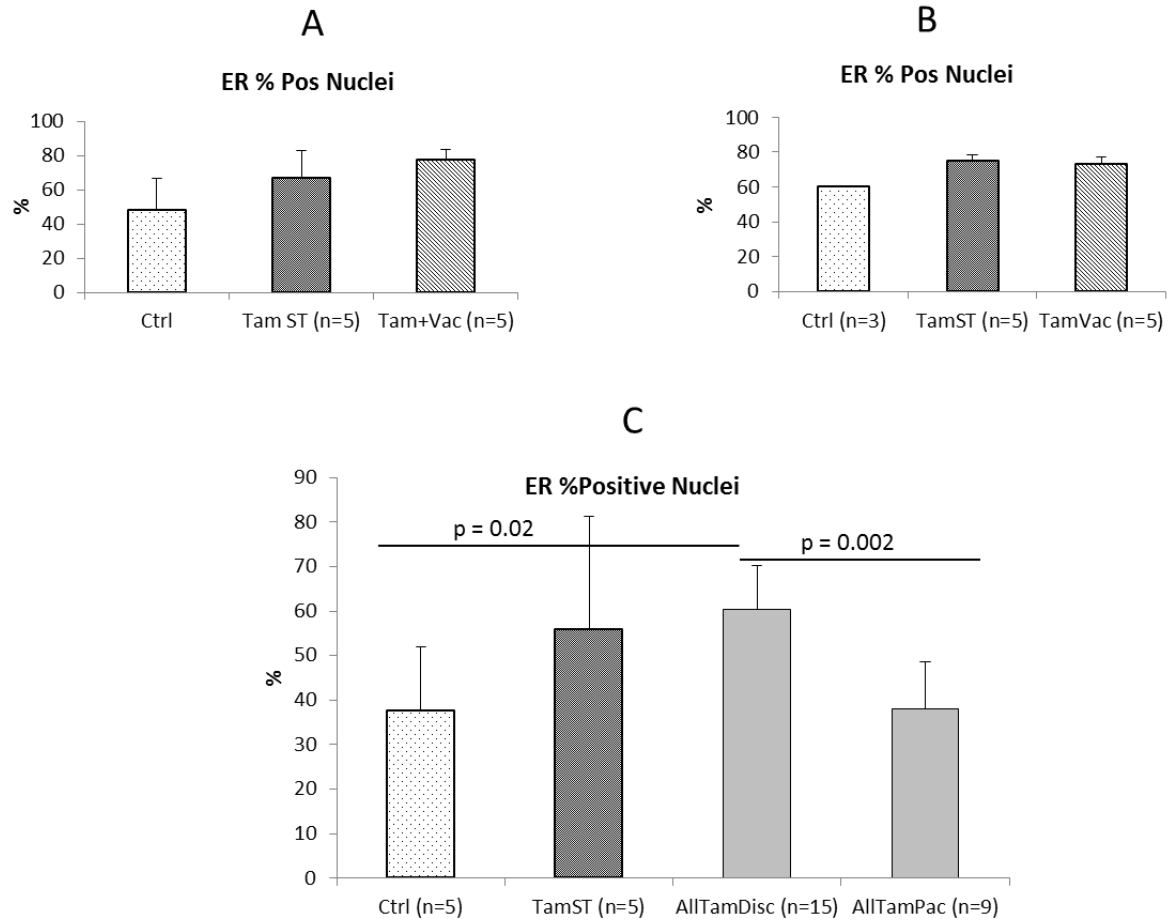 A
ER % Pos Nuclei
100
80
60
40
20
0
%
Ctrl
Tam ST (n=5)
Tam+Vac (n=5)
B
ER % Pos Nuclei
100
80
60
40
20
0
%
Ctrl (n=3)
TamST (n=5)
TamVac (n=5)
C
ER %Positive Nuclei
p = 0.02
p = 0.002
90
80
70
60
50
40
30
20
10
0
%
Ctrl (n=5)
TamST (n=5)
AllTamDisc (n=15)
AllTamPac (n=9)